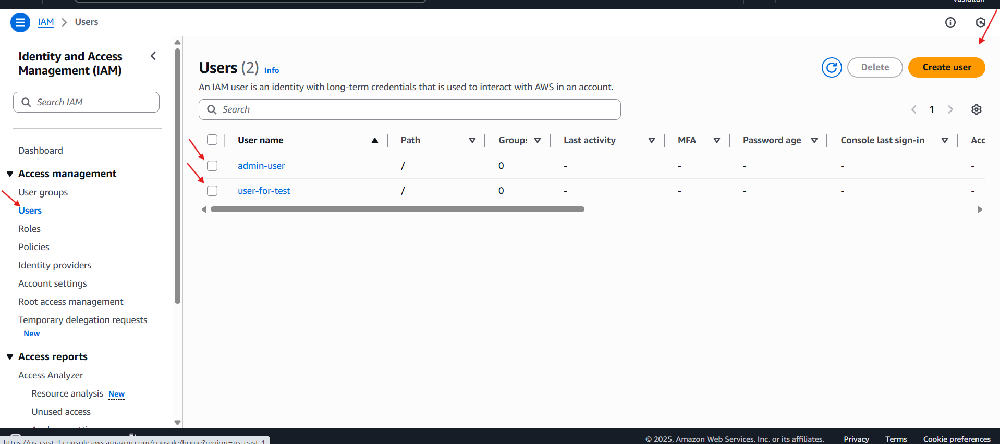 IAM > Users
Identity and Access
Management (IAM)
Search IAM
Dashboard
Access management
User groups
Users
Roles
Policies
Identity providers
Account settings
Root access management
Temporary delegation requests
New
Access reports
Access Analyzer
Resource analysis New
Unused access
Users (2) Info
Delete
Create user
An IAM user is an identity with long-term credentials that is used to interact with AWS in an account.
Search
1
User name Path Groups Last activity MFA Password age Console last sign-in Acc
admin-user / 0 - - - - -
user-for-test / 0 - - - - -
https://us-east-1.console.aws.amazon.com/console/home?region=us-east-1
© 2025, Amazon Web Services, Inc. or its affiliates. Privacy Terms Cookie preferences